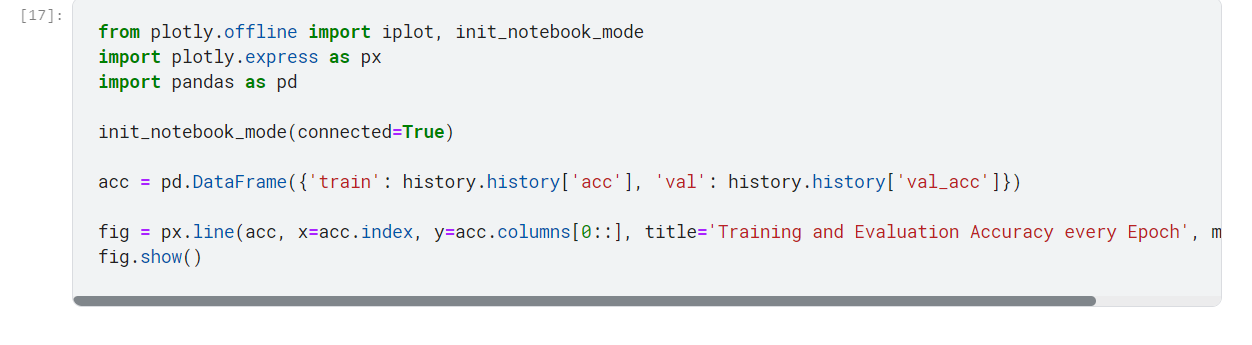 [17]:
from plotly.offline import iplot, init_notebook_mode
import plotly.express as px
import pandas as pd
init_notebook_mode(connected=True)
acc = pd.DataFrame({'train': history.history['acc'], 'val': history.history['val_acc']})
fig = px.line(acc, x=acc.index, y=acc.columns[0::], title='Training and Evaluation Accuracy every Epoch', m
fig.show()